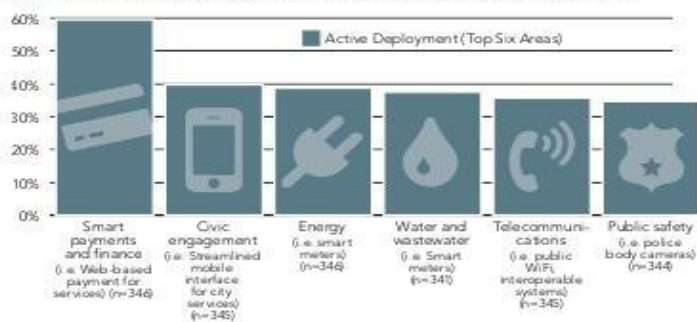 60%
50%
40%
30%
20%
10%
0%
Active Deployment (Top Six Areas)
Smart
payments
and finance
(i.e. Web-based
payment for
services) (n=346)
Civic
engagement
(i.e. Streamlined
mobile
interface
for city
services)
(n=345)
Energy
(i.e. smart
meters)
(n=346)
Water and
wastewater
(i.e. Smart
meters)
(n=341)
Telecommuni-
cations
(i.e. public
WiFi,
interoperable
systems)
(n=345)
Public safety
(i.e. police
body cameras)
(n=344)